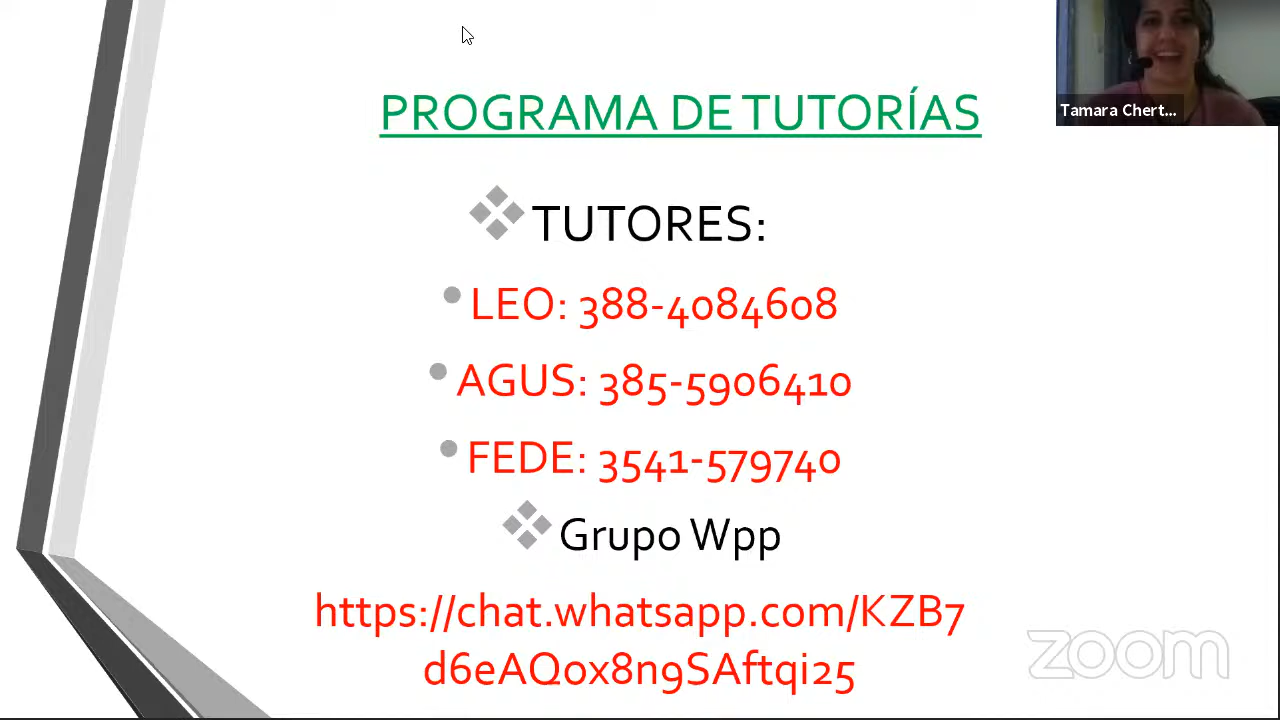 PROGRAMA DE TUTORÍAS
Tamara Chert...
TUTORES:
LEO: 388-4084608
AGUS: 385-5906410
FEDE: 3541-579740
Grupo Wpp
https://chat.whatsapp.com/KZB7
d6eAQ0x8n9SAftqi25
zoom